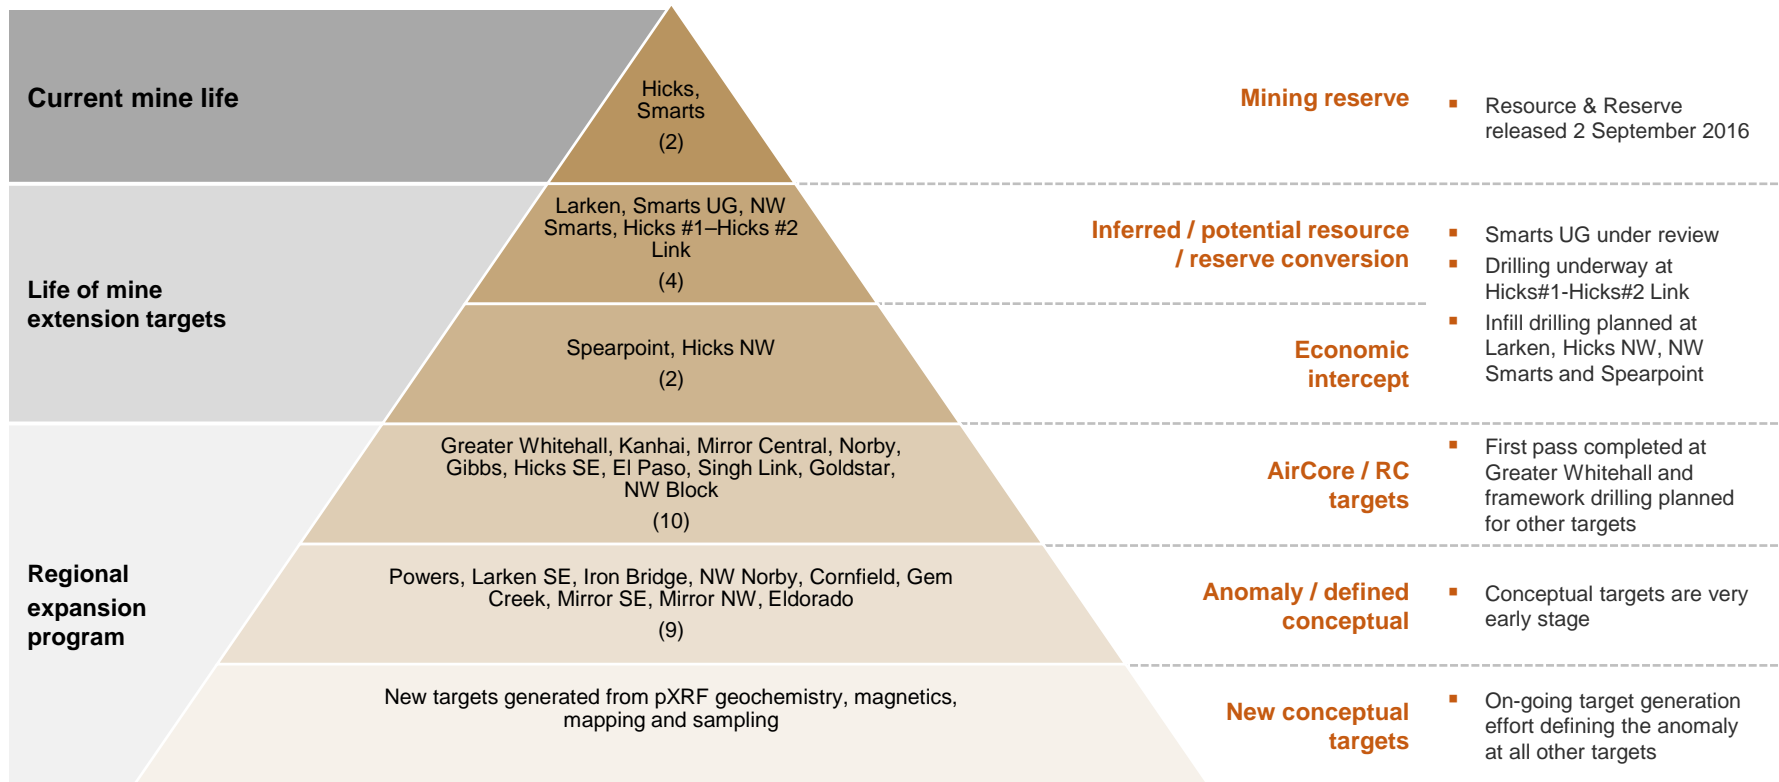 Current mine life
Hicks,
Smarts
(2)
Mining reserve
▪ Resource & Reserve
released 2 September 2016
Life of mine
extension targets
Larken, Smarts UG, NW
Smarts, Hicks #1–Hicks #2
Link
(4)
Inferred / potential resource
/ reserve conversion
▪ Smarts UG under review
▪ Drilling underway at
Hicks#1-Hicks#2 Link
▪ Infill drilling planned at
Larken, Hicks NW, NW
Smarts and Spearpoint
Spearpoint, Hicks NW
(2)
Economic
intercept
Regional
expansion
program
Greater Whitehall, Kanhai, Mirror Central, Norby,
Gibbs, Hicks SE, El Paso, Singh Link, Goldstar,
NW Block
(10)
AirCore / RC
targets
▪ First pass completed at
Greater Whitehall and
framework drilling planned
for other targets
Powers, Larken SE, Iron Bridge, NW Norby, Cornfield, Gem
Creek, Mirror SE, Mirror NW, Eldorado
(9)
Anomaly / defined
conceptual
▪ Conceptual targets are very
early stage
New targets generated from pXRF geochemistry, magnetics,
mapping and sampling
New conceptual
targets
▪ On-going target generation
effort defining the anomaly
at all other targets